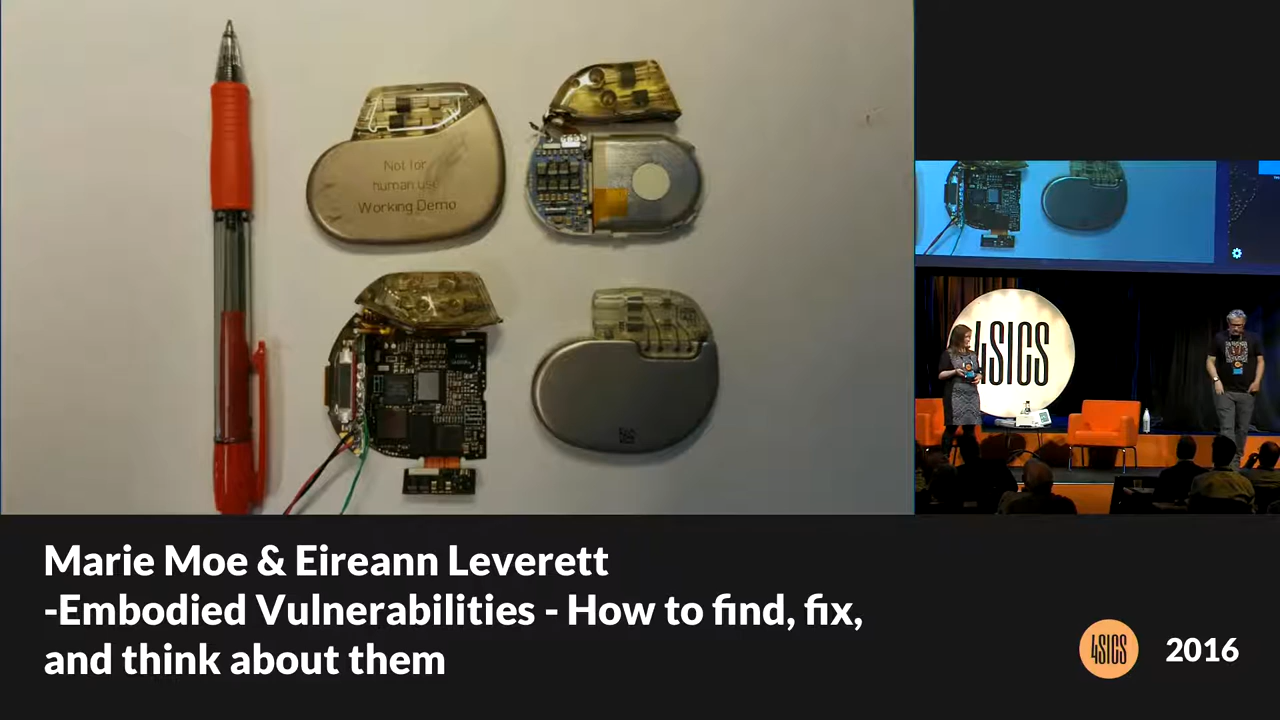 Not for
human use
Working Demo
4SICS
Marie Moe & Eireann Leverett
-Embodied Vulnerabilities - How to find, fix,
and think about them
4SICS
2016